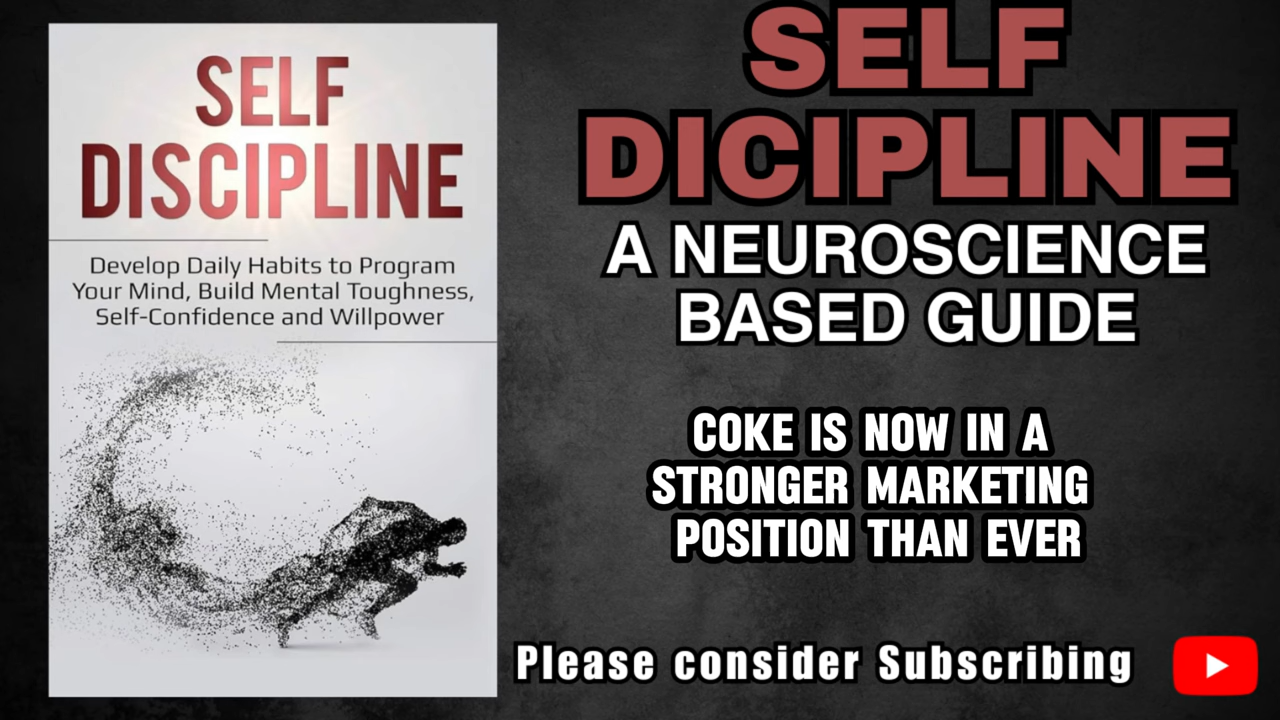 SELF
DISCIPLINE
Develop Daily Habits to Program
Your Mind, Build Mental Toughness,
Self-Confidence and Willpower
SELF
DICIPLINE
A NEUROSCIENCE
BASED GUIDE
COKE IS NOW IN A
STRONGER MARKETING
POSITION THAN EVER
Please consider Subscribing